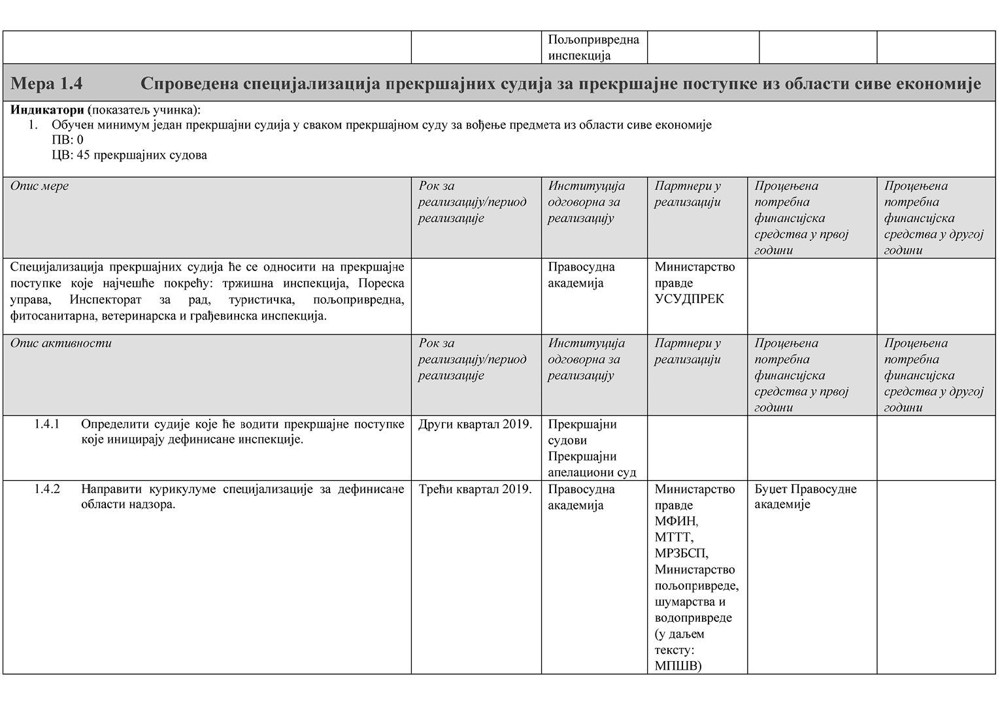 Пољопривредна
инспекција
Мера 1.4 Спроведена специјализација прекршајних судија за прекршајне поступке из области сиве економије
Индикатори (показатељ учинка):
1. Обучен минимум један прекршајни судија у сваком прекршајном суду за вођење предмета из области сиве економије
ПВ: 0
ЦВ: 45 прекршајних судова
Опис мере
Рок за
реализацију/период
реализације
Институција
одговорна за
реализацију
Партнери у
реализацији
Процењена
потребна
финансијска
средства у првој
години
Процењена
потребна
финансијска
средства у другој
години
Специјализација прекршајних судија ће се односити на прекршајне
поступке које најчешће покрећу: тржишна инспекција, Пореска
управа, Инспекторат за рад, туристичка, пољопривредна,
фитосанитарна, ветеринарска и грађевинска инспекција.
Правосудна
академија
Министарство
правде
УСУДПРЕК
Опис активности
Рок за
реализацију/период
реализације
Институција
одговорна за
реализацију
Партнери у
реализацији
Процењена
потребна
финансијска
средства у првој
години
Процењена
потребна
финансијска
средства у другој
години
1.4.1 Определити судије које ће водити прекршајне поступке
које иницирају дефинисане инспекције.
Други квартал 2019.
Прекршајни
судови
Прекршајни
апелациони суд
1.4.2 Направити курикулуме специјализације за дефинисане
области надзора.
Трећи квартал 2019.
Правосудна
академија
Министарство
правде
МФИН,
МТТТ,
МРЗБСП,
Министарство
пољопривреде,
шумарства и
водопривреде
(у даљем
тексту:
МПШВ)
Буџет Правосудне
академије